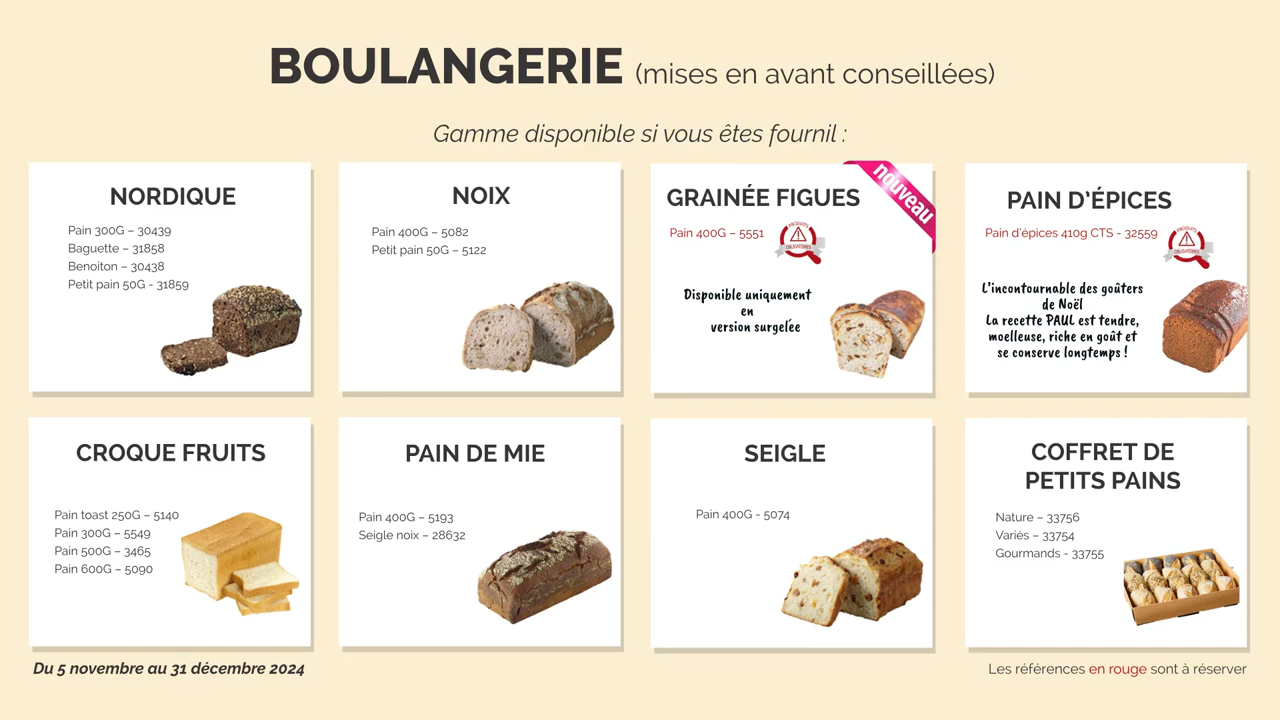 BOULANGERIE (mises en avant conseillées)
Gamme disponible si vous êtes fournil :
NORDIQUE
Pain 300G – 30439
Baguette – 31858
Benoiton – 30438
Petit pain 50G - 31859
NOIX
Pain 400G – 5082
Petit pain 50G – 5122
nouveau
GRAINÉE FIGUES
Pain 400G – 5551
PRODUITS
OBLIGATOIRES
Disponible uniquement
en
version surgelée
PAIN D'ÉPICES
Pain d'épices 410g CTS - 32559
PRODUITS
OBLIGATOIRES
L'incontournable des goûters
de Noël
La recette PAUL est tendre,
moelleuse, riche en goût et
se conserve longtemps !
CROQUE FRUITS
Pain toast 250G – 5140
Pain 300G – 5549
Pain 500G – 3465
Pain 600G – 5090
PAIN DE MIE
Pain 400G – 5193
Seigle noix – 28632
SEIGLE
Pain 400G - 5074
COFFRET DE
PETITS PAINS
Nature – 33756
Variés – 33754
Gourmands - 33755
Du 5 novembre au 31 décembre 2024
Les références en rouge sont à réserver